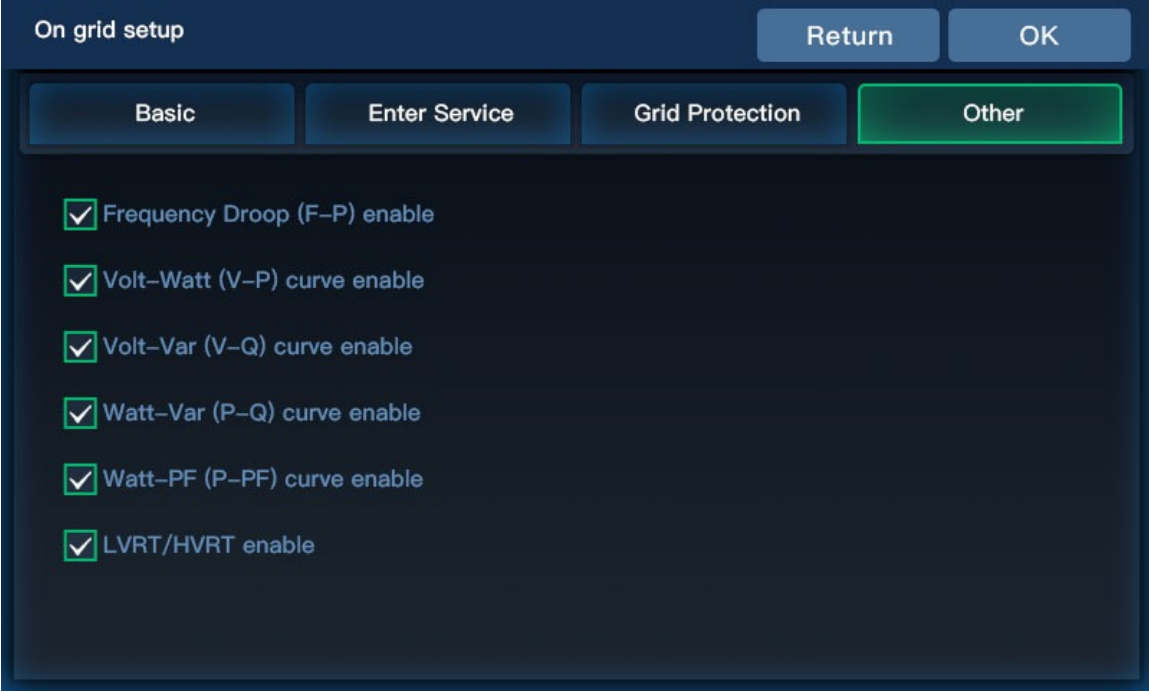 On grid setup
Return
OK
Basic
Enter Service
Grid Protection
Other
Frequency Droop (F–P) enable
Volt–Watt (V–P) curve enable
Volt–Var (V–Q) curve enable
Watt–Var (P–Q) curve enable
Watt–PF (P–PF) curve enable
LVRT/HVRT enable